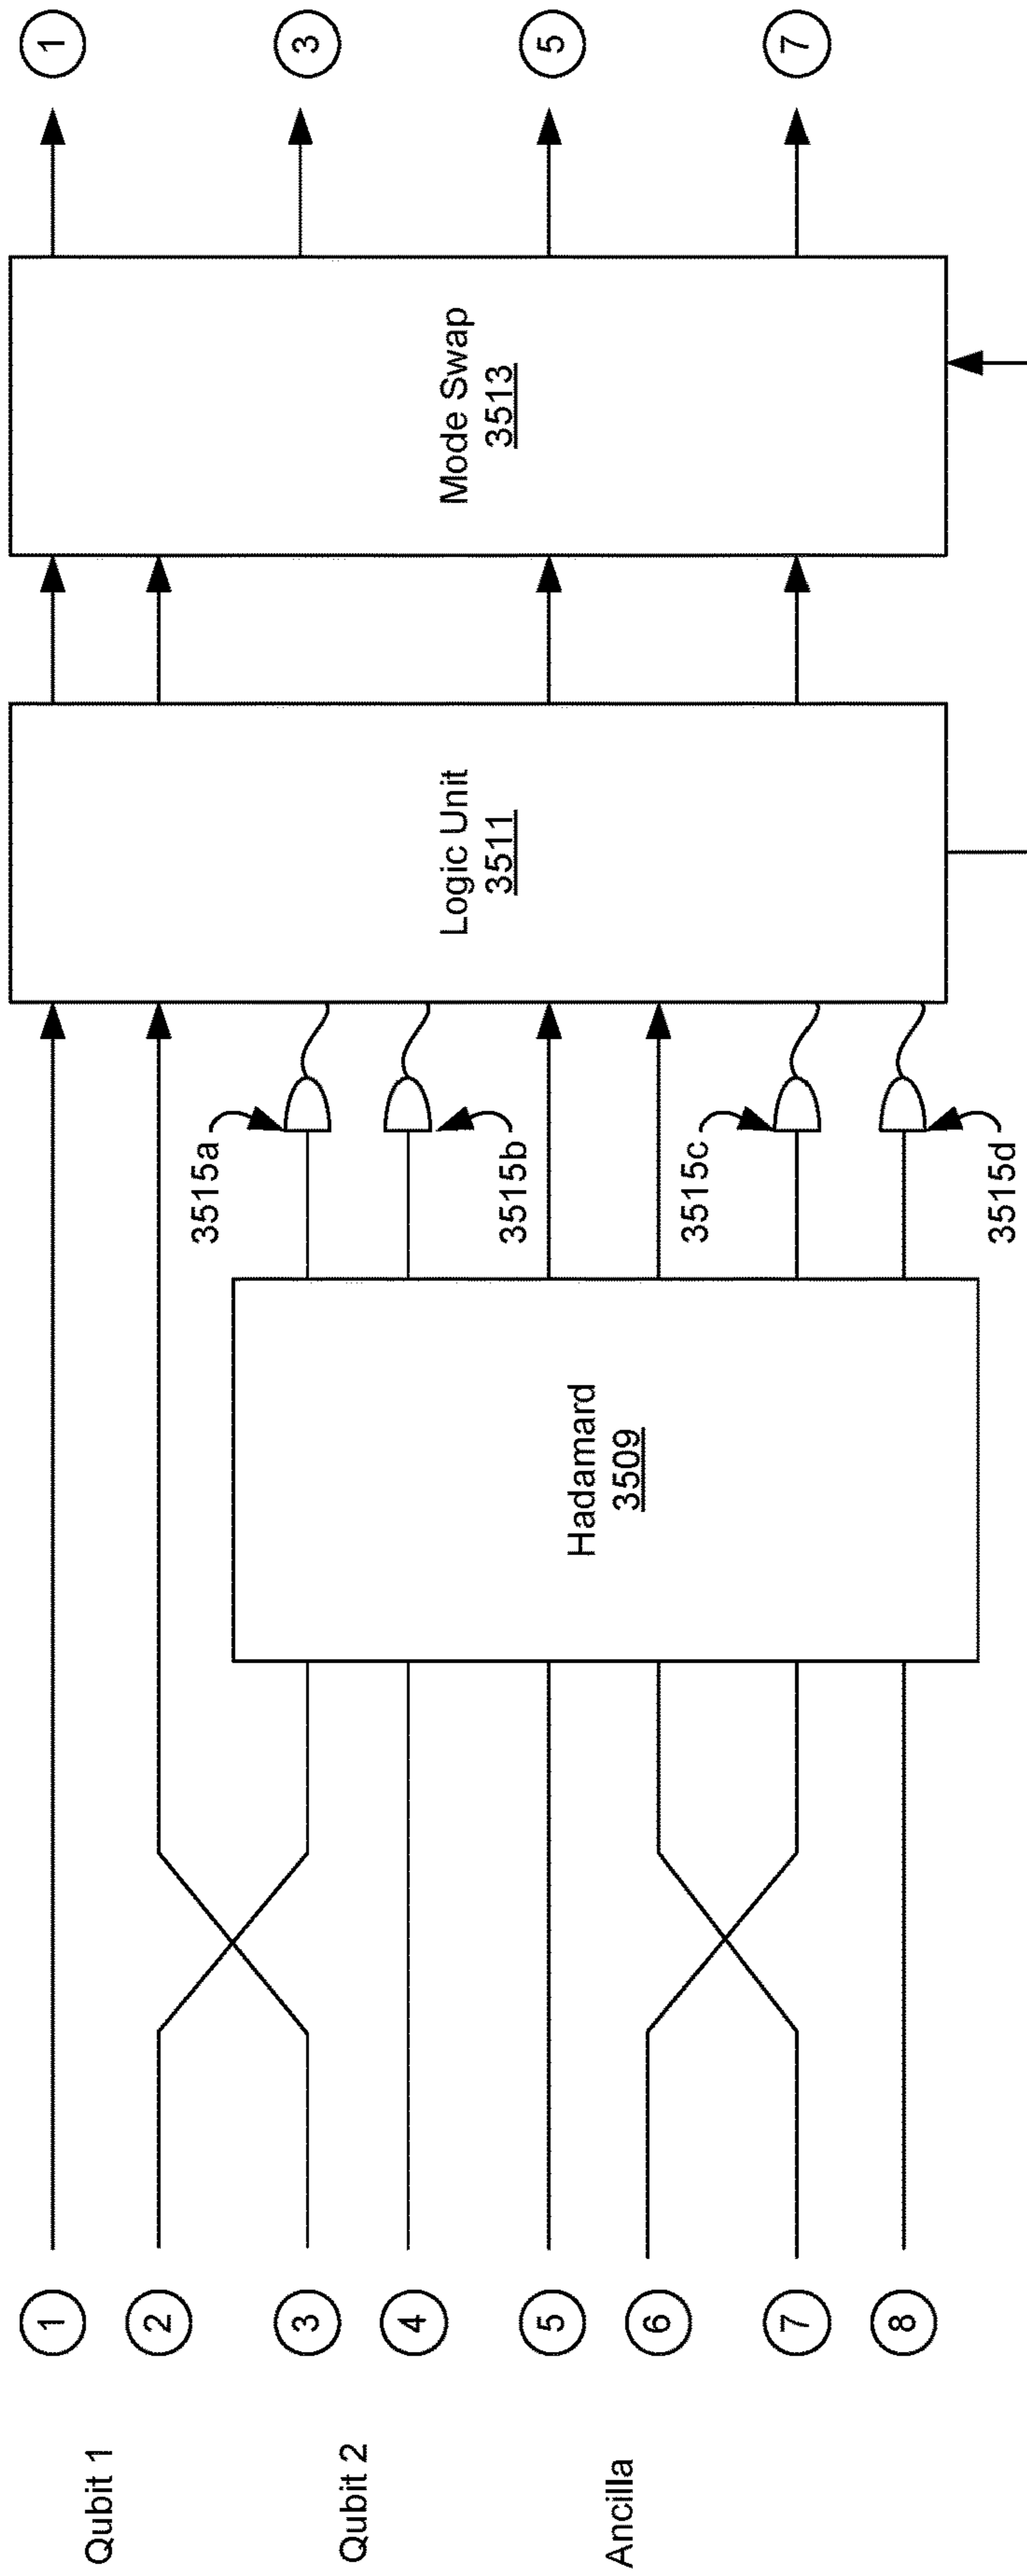 Qubit 1
Qubit 2
Ancilla
1
2
3
4
5
6
7
8
Hadamard
3509
3515a
3515b
3515c
3515d
Logic Unit
3511
Mode Swap
3513
1
3
5
7